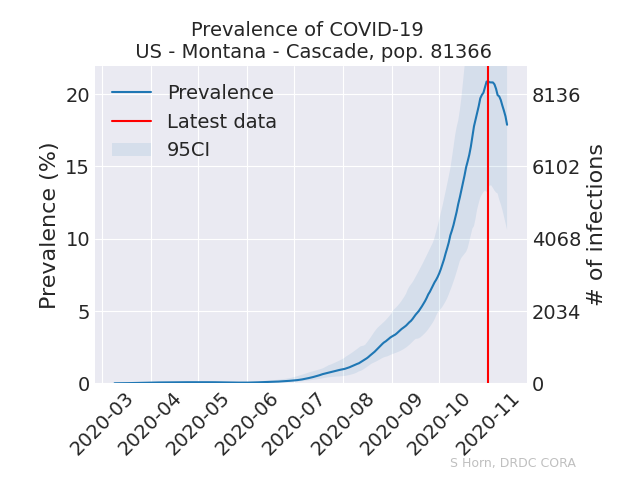 Prevalence of COVID-19
US - Montana - Cascade, pop. 81366
Prevalence
Latest data
95CI
Prevalence (%)
20
15
10
5
0
8136
6102
4068
2034
0
# of infections
2020-03
2020-04
2020-05
2020-06
2020-07
2020-08
2020-09
2020-10
2020-11
S Horn, DRDC CORA